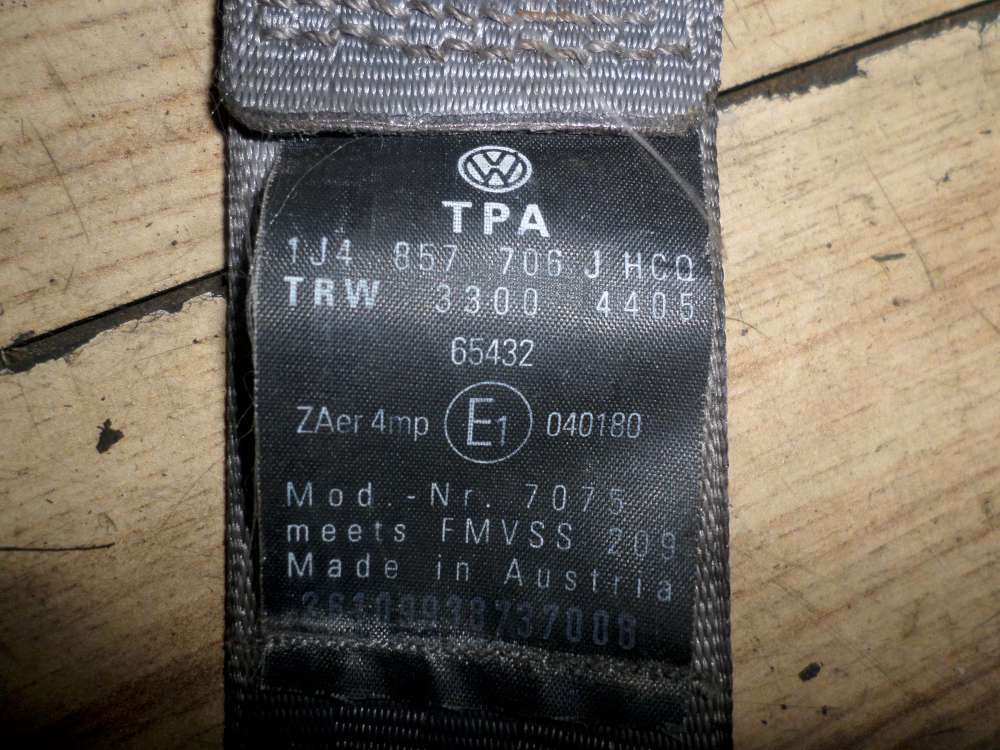 TPA
1J4 857 706 J HCQ
TRW 3300 4405
65432
ZAer 4mp E1 040180
Mod.-Nr. 7075
meets FMVSS 209
Made in Austria